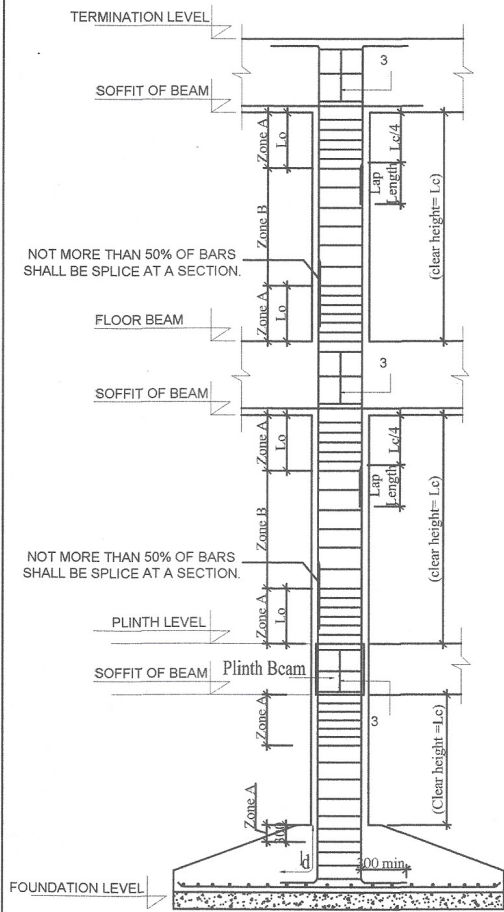 TERMINATION LEVEL
3
SOFFIT OF BEAM
Zone A
Lo
Lc/4
Lap
Length
Zone B
(clear height= Lc)
NOT MORE THAN 50% OF BARS
SHALL BE SPLICE AT A SECTION.
Zone A
Lo
FLOOR BEAM
3
SOFFIT OF BEAM
Zone A
Lo
Lc/4
Lap
Length
Zone B
(clear height= Lc)
NOT MORE THAN 50% OF BARS
SHALL BE SPLICE AT A SECTION.
Zone A
Lo
PLINTH LEVEL
SOFFIT OF BEAM
Plinth Beam
3
Zone A
(Clear height =Lc)
Zone A
300
d
300 min
FOUNDATION LEVEL